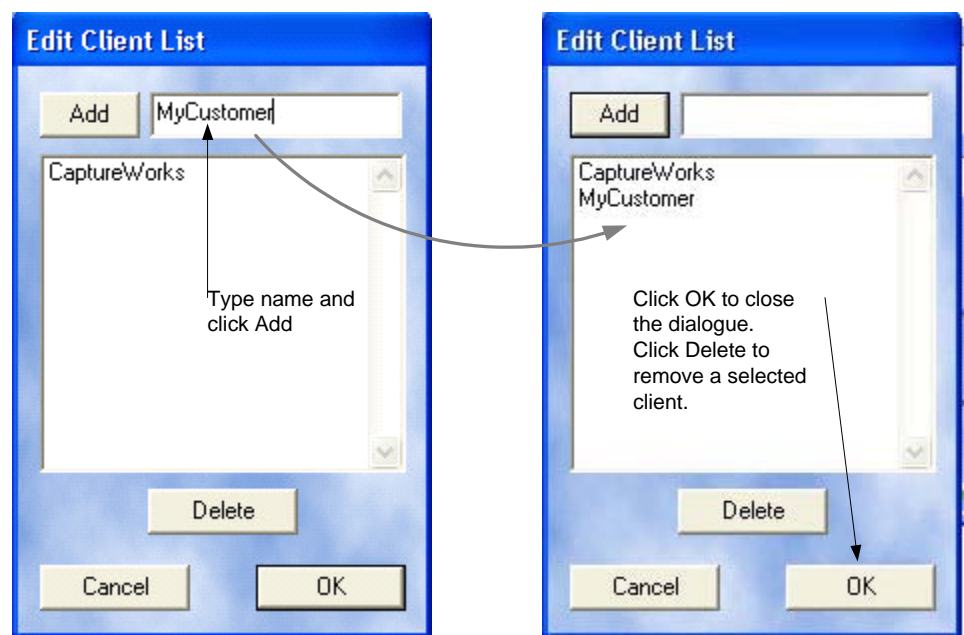 Edit Client List
Add
MyCustomer
CaptureWorks
Type name and
click Add
Delete
Cancel
OK
Edit Client List
Add
CaptureWorks
MyCustomer
Click OK to close
the dialogue.
Click Delete to
remove a selected
client.
Delete
Cancel
OK